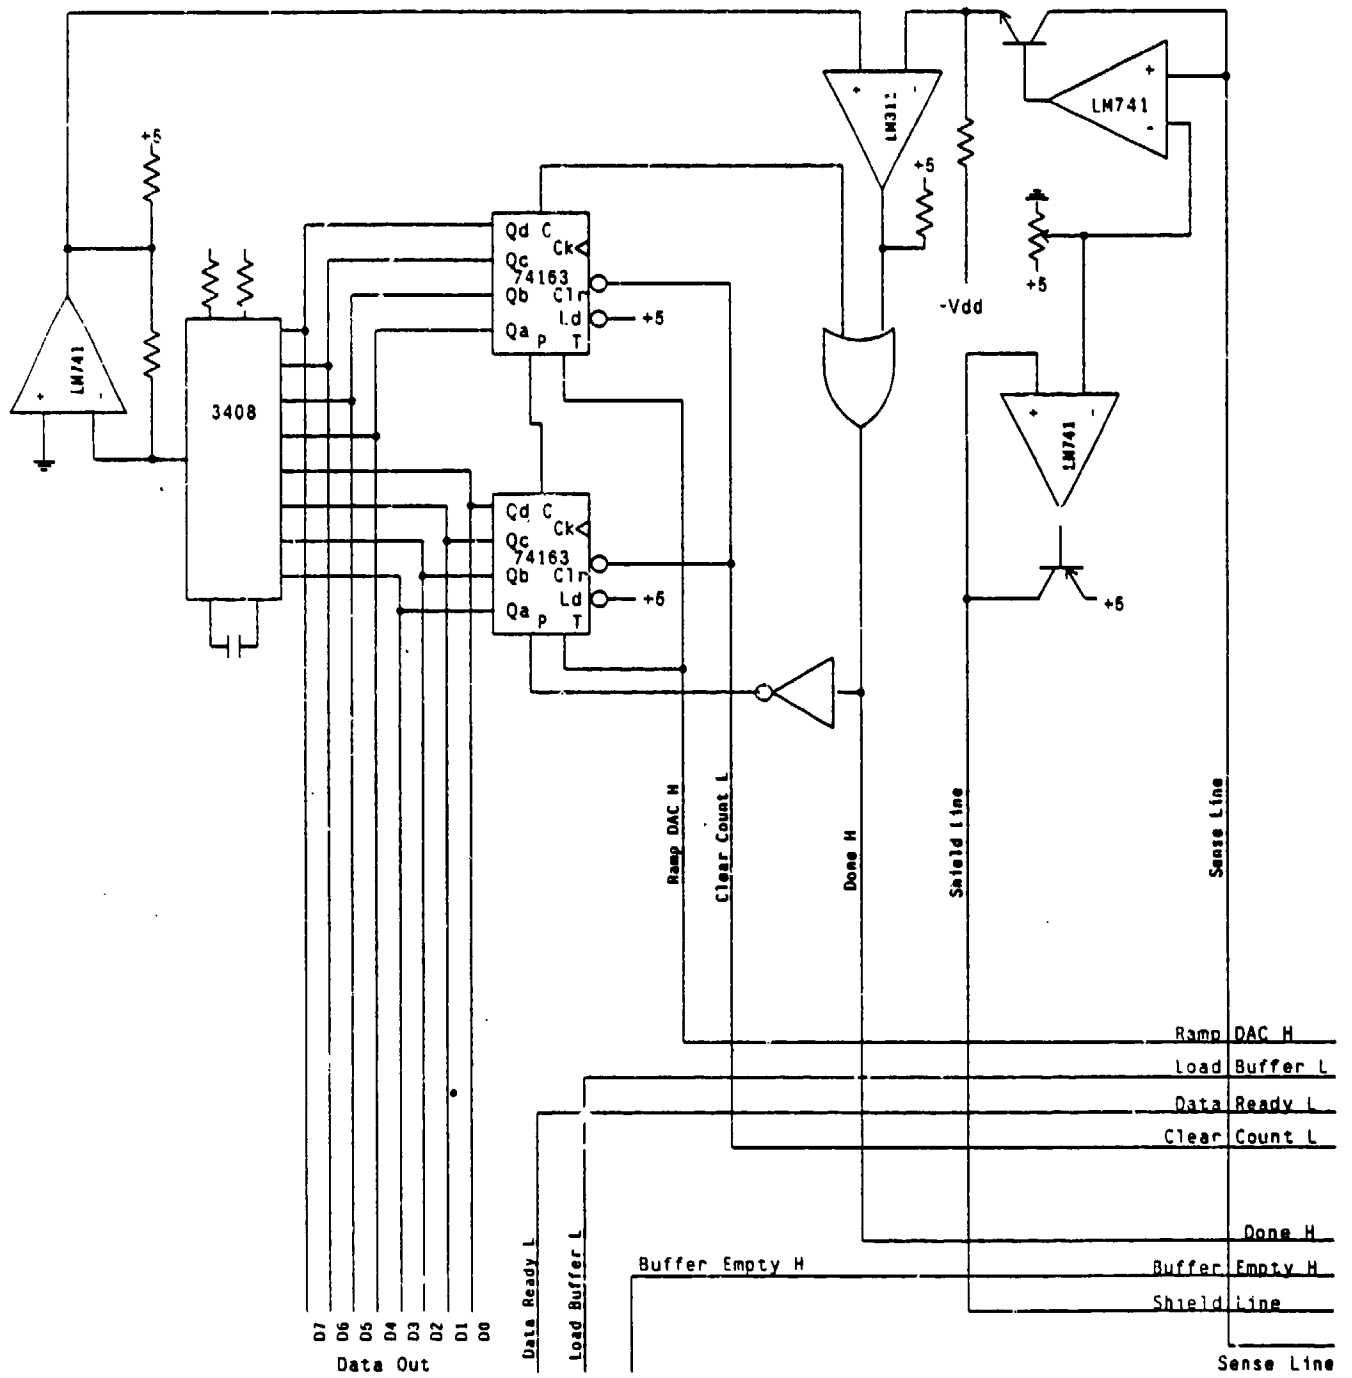 +
-
LM311
+
LM741
-
+5
+5
+5
-Vdd
Qd C
Ck
Qc
74163
Qb Clr
Ld
+5
Qa
P T
LM741
+
-
3408
+
-
LM741
+5
Qd C
Ck
Qc
74163
Qb Clr
Ld
+5
Qa
P T
Ramp DAC H
Clear Count L
Done H
Shield Line
Sense Line
Ramp DAC H
Load Buffer L
Data Ready L
Clear Count L
Done H
Buffer Empty H
Buffer Empty H
Shield Line
Sense Line
Data Ready L
Load Buffer L
D7
D6
D5
D4
D3
D2
D1
D0
Data Out